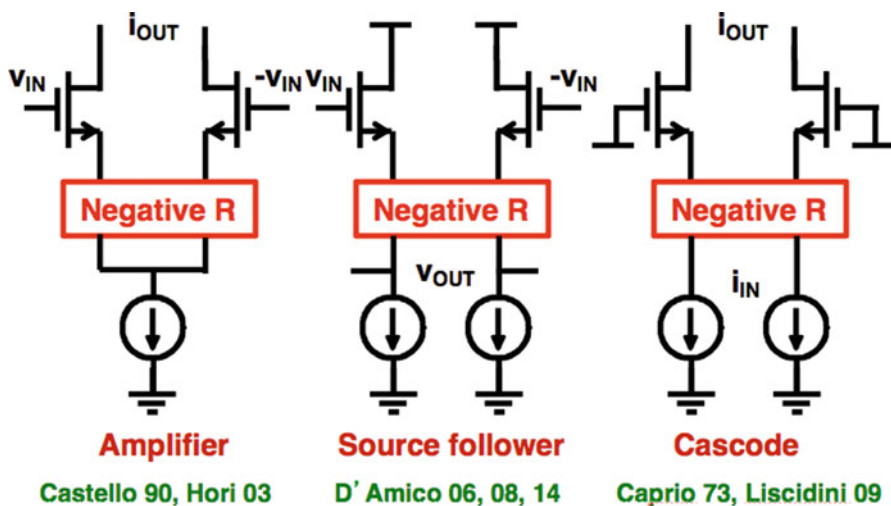 iOUT iOUT
vIN -vIN vIN -vIN
Negative R Negative R Negative R
vOUT iIN
Amplifier Source follower Cascode
Castello 90, Hori 03 D' Amico 06, 08, 14 Caprio 73, Liscidini 09